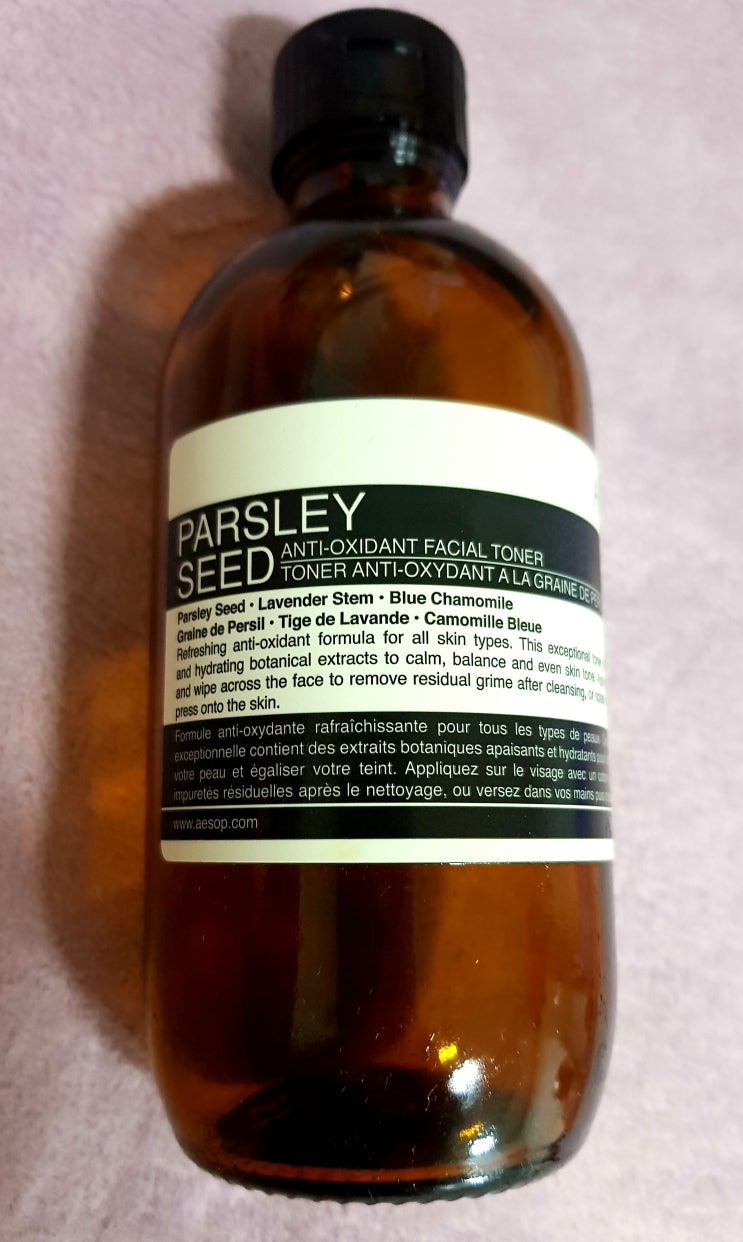 PARSLEY
SEED
ANTI-OXIDANT FACIAL TONER
TONER ANTI-OXYDANT A LA GRAINE DE
Parsley Seed • Lavender Stem • Blue Chamomile
Graine de Persil • Tige de Lavande • Camomille Bleue
Refreshing anti-oxidant formula for all skin types. This exceptional
and hydrating botanical extracts to calm, balance and even skin tone.
and wipe across the face to remove residual grime after cleansing, or
press onto the skin.
Formule anti-oxydante rafraîchissante pour tous les types de peau.
exceptionnelle contient des extraits botaniques apaisants et hydratants
votre peau et égaliser votre teint. Appliquez sur le visage avec un
impuretés résiduelles après le nettoyage, ou versez dans vos mains
www.aesop.com